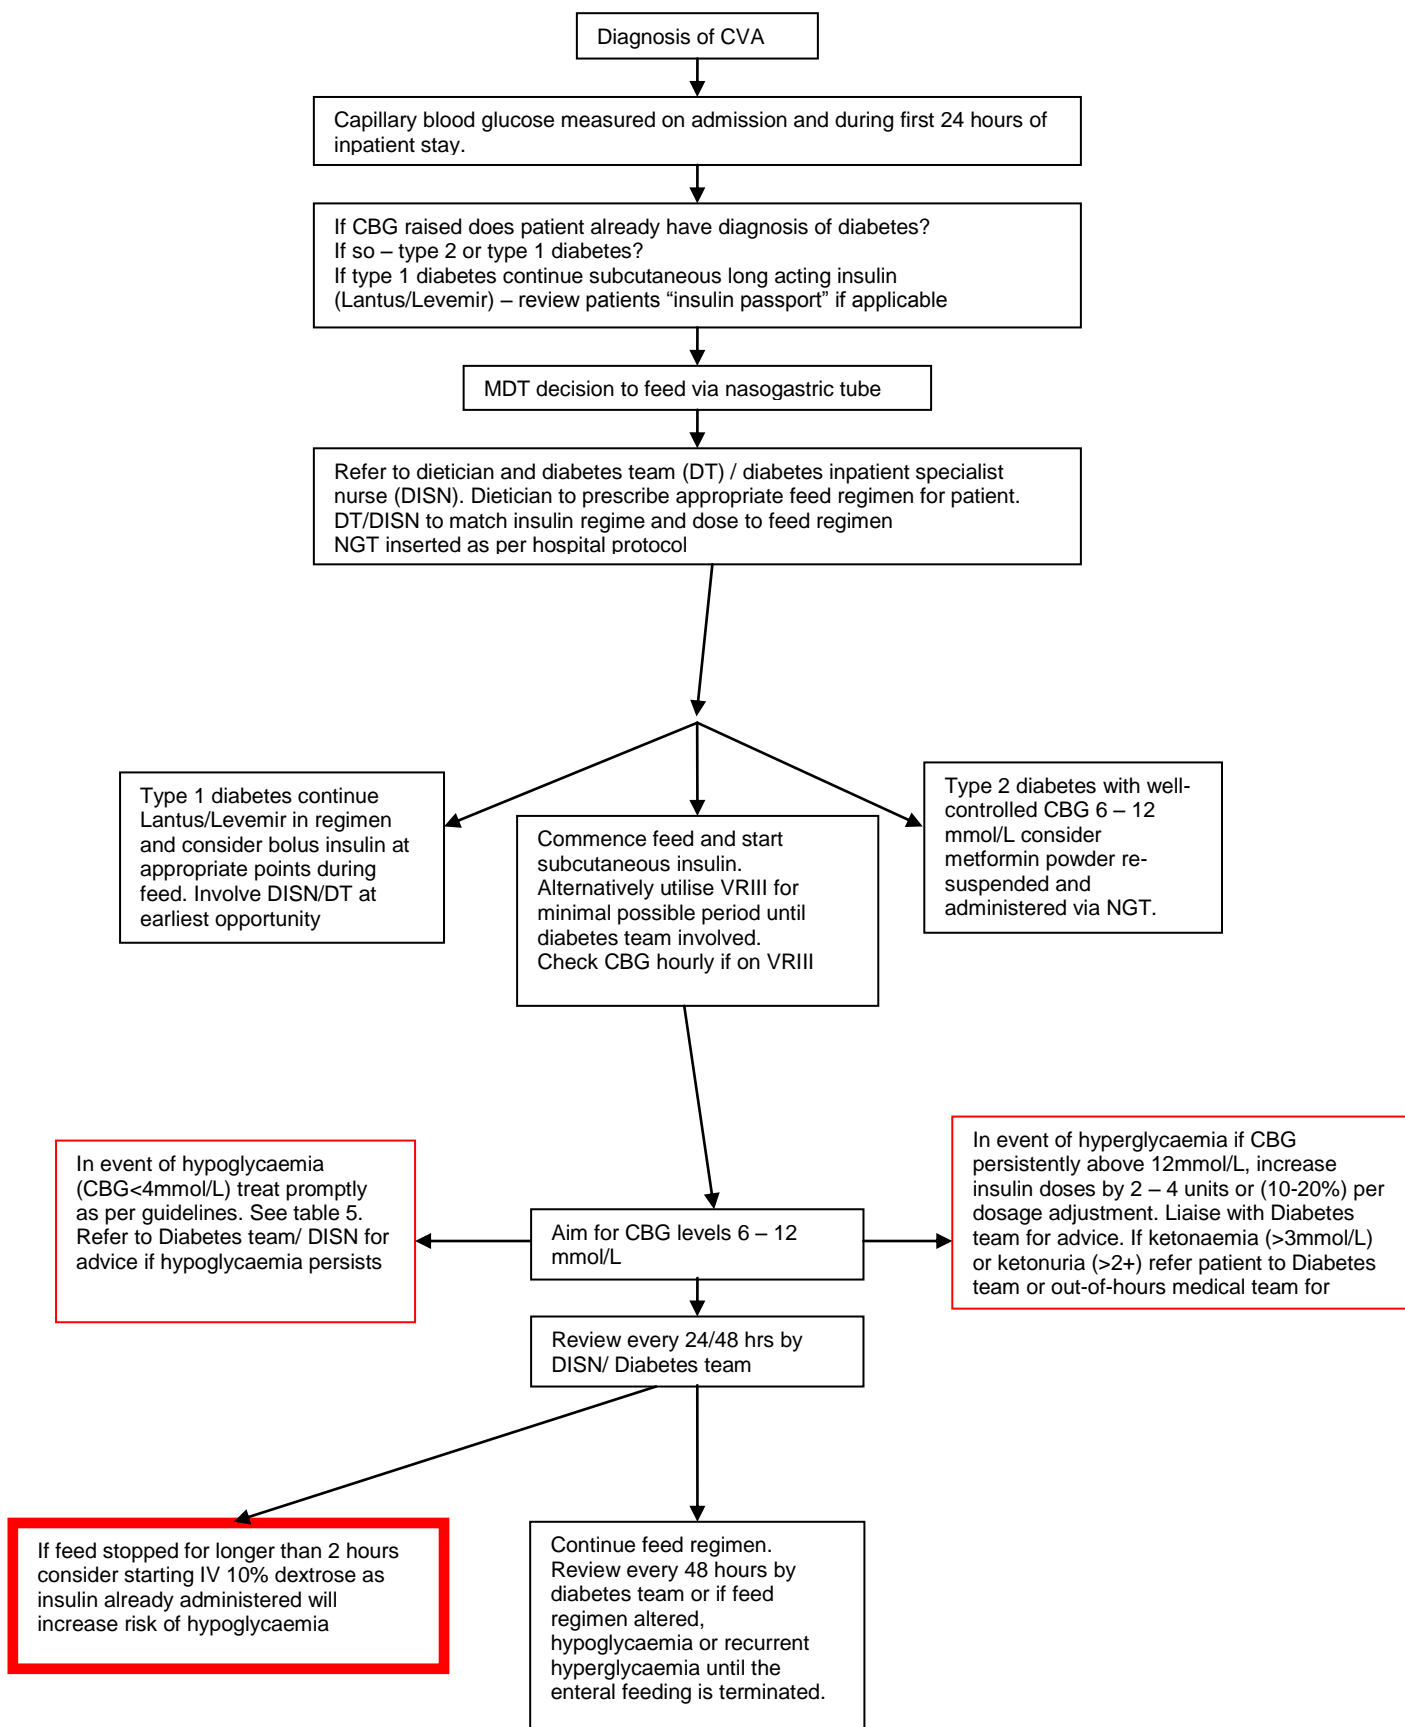 Diagnosis of CVA
Capillary blood glucose measured on admission and during first 24 hours of
inpatient stay.
If CBG raised does patient already have diagnosis of diabetes?
If so – type 2 or type 1 diabetes?
If type 1 diabetes continue subcutaneous long acting insulin
(Lantus/Levemir) – review patients “insulin passport” if applicable
MDT decision to feed via nasogastric tube
Refer to dietician and diabetes team (DT) / diabetes inpatient specialist
nurse (DISN). Dietician to prescribe appropriate feed regimen for patient.
DT/DISN to match insulin regime and dose to feed regimen
NGT inserted as per hospital protocol
Type 1 diabetes continue
Lantus/Levemir in regimen
and consider bolus insulin at
appropriate points during
feed. Involve DISN/DT at
earliest opportunity
Commence feed and start
subcutaneous insulin.
Alternatively utilise VRIII for
minimal possible period until
diabetes team involved.
Check CBG hourly if on VRIII
Type 2 diabetes with well-
controlled CBG 6 – 12
mmol/L consider
metformin powder re-
suspended and
administered via NGT.
In event of hypoglycaemia
(CBG<4mmol/L) treat promptly
as per guidelines. See table 5.
Refer to Diabetes team/ DISN for
advice if hypoglycaemia persists
Aim for CBG levels 6 – 12
mmol/L
In event of hyperglycaemia if CBG
persistently above 12mmol/L, increase
insulin doses by 2 – 4 units or (10-20%) per
dosage adjustment. Liaise with Diabetes
team for advice. If ketonaemia (>3mmol/L)
or ketonuria (>2+) refer patient to Diabetes
team or out-of-hours medical team for
Review every 24/48 hrs by
DISN/ Diabetes team
If feed stopped for longer than 2 hours
consider starting IV 10% dextrose as
insulin already administered will
increase risk of hypoglycaemia
Continue feed regimen.
Review every 48 hours by
diabetes team or if feed
regimen altered,
hypoglycaemia or recurrent
hyperglycaemia until the
enteral feeding is terminated.